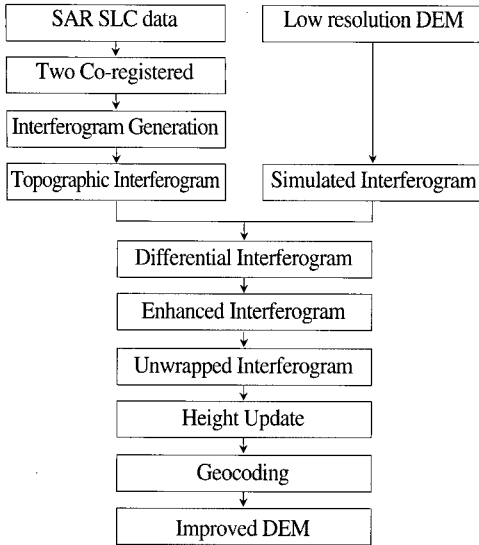 SAR SLC data
Low resolution DEM
Two Co-registered
Interferogram Generation
Topographic Interferogram
Simulated Interferogram
Differential Interferogram
Enhanced Interferogram
Unwrapped Interferogram
Height Update
Geocoding
Improved DEM